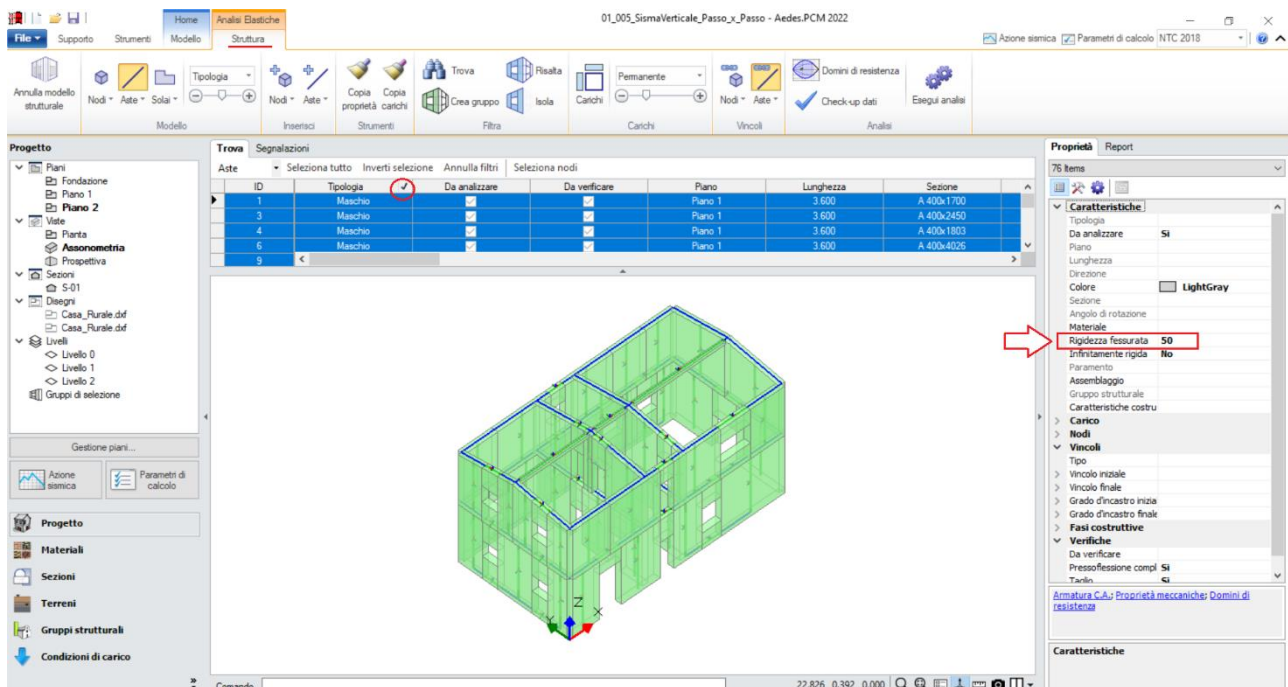 01_005_SismaVerticale_Passo_x_Passo - Aedes.PCM 2022
Home Analisi Elastiche
File Supporto Strumenti Modello Struttura
Azione sismica Parametri di calcolo NTC 2018
Annulla modello strutturale
Nodi Aste Solai Tipologia
Modello
Nodi Aste
Inserisci
Copia proprietà Copia carichi
Strumenti
Trova Risalta
Crea gruppo Isola
Filtra
Carichi Permanente
Carichi
Nodi Aste
Vincoli
Domini di resistenza
Check-up dati
Esegui analisi
Analisi
Progetto
Piani
Fondazione
Piano 1
Piano 2
Viste
Pianta
Assonometria
Prospettiva
Sezioni
S-01
Disegni
Casa_Rurale.dxf
Casa_Rurale.dxf
Livelli
Livello 0
Livello 1
Livello 2
Gruppi di selezione
Gestione piani...
Azione sismica
Parametri di calcolo
Progetto
Materiali
Sezioni
Terreni
Gruppi strutturali
Condizioni di carico
Trova Segnalazioni
Aste Seleziona tutto Inverti selezione Annulla filtri Seleziona nodi
ID Tipologia Da analizzare Da verificare Piano Lunghezza Sezione
1 Maschio Piano 1 3.600 A 400x1700
3 Maschio Piano 1 3.600 A 400x2450
4 Maschio Piano 1 3.600 A 400x1803
6 Maschio Piano 1 3.600 A 400x4026
9
Z
X
Y
Comando
22.826 0.392 0.000
Proprietà Report
76 Items
Caratteristiche
Tipologia
Da analizzare Si
Piano
Lunghezza
Direzione
Colore LightGray
Sezione
Angolo di rotazione
Materiale
Rigidezza fessurata 50
Infinitamente rigida No
Paramento
Assemblaggio
Gruppo strutturale
Caratteristiche costru
Carico
Nodi
Vincoli
Tipo
Vincolo iniziale
Vincolo finale
Grado d'incastro inizia
Grado d'incastro finale
Fasi costruttive
Verifiche
Da verificare
Pressoflessione compl Si
Taglio Si
Armatura C.A.; Proprietà meccaniche; Domini di
resistenza
Caratteristiche